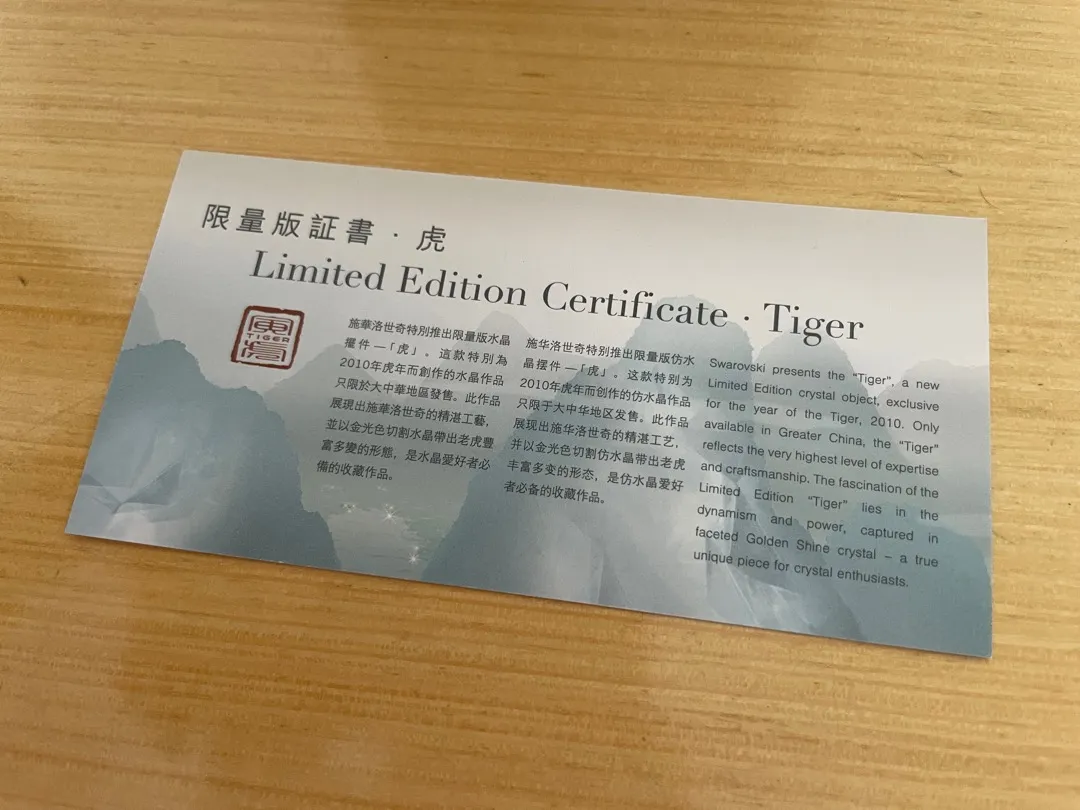 限量版証書·虎
Limited Edition Certificate · Tiger
TIGER
施華洛世奇特別推出限量版水晶
擺件—「虎」。這款特別為
2010年虎年而創作的水晶作品
只限於大中華地區發售。此作品
展現出施華洛世奇的精湛工藝，
並以金光色切割水晶帶出老虎豐
富多變的形態，是水晶愛好者必
備的收藏作品。
施华洛世奇特别推出限量版仿水
晶摆件—「虎」。这款特别为
2010年虎年而创作的仿水晶作品
只限于大中华地区发售。此作品
展现出施华洛世奇的精湛工艺，
并以金光色切割仿水晶带出老虎
丰富多变的形态，是仿水晶爱好
者必备的收藏作品。
Swarovski presents the "Tiger", a new
Limited Edition crystal object, exclusive
for the year of the Tiger, 2010. Only
available in Greater China, the "Tiger"
reflects the very highest level of expertise
and craftsmanship. The fascination of the
Limited Edition "Tiger" lies in the
dynamism and power, captured in
faceted Golden Shine crystal – a true
unique piece for crystal enthusiasts.